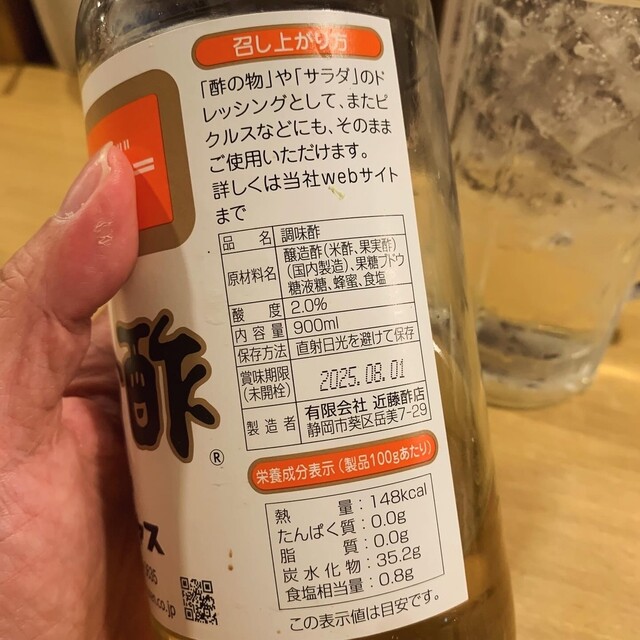 召し上がり方
「酢の物」や「サラダ」のド
レッシングとして、またピ
クルスなどにも、そのまま
ご使用いただけます。
詳しくは当社webサイト
まで
品名 調味酢
原材料名 醸造酢(米酢、果実酢)
(国内製造)、果糖ブドウ
糖液糖、蜂蜜、食塩
酸度 2.0%
内容量 900ml
保存方法 直射日光を避けて保存
賞味期限
(未開栓) 2025.08.01
製造者 有限会社 近藤酢店
静岡市葵区岳美7-29
栄養成分表示(製品100gあたり)
熱量:148kcal
たんぱく質:0.0g
脂質:0.0g
炭水化物:35.2g
食塩相当量:0.8g
この表示値は目安です。
酢
®
ス
co.jp